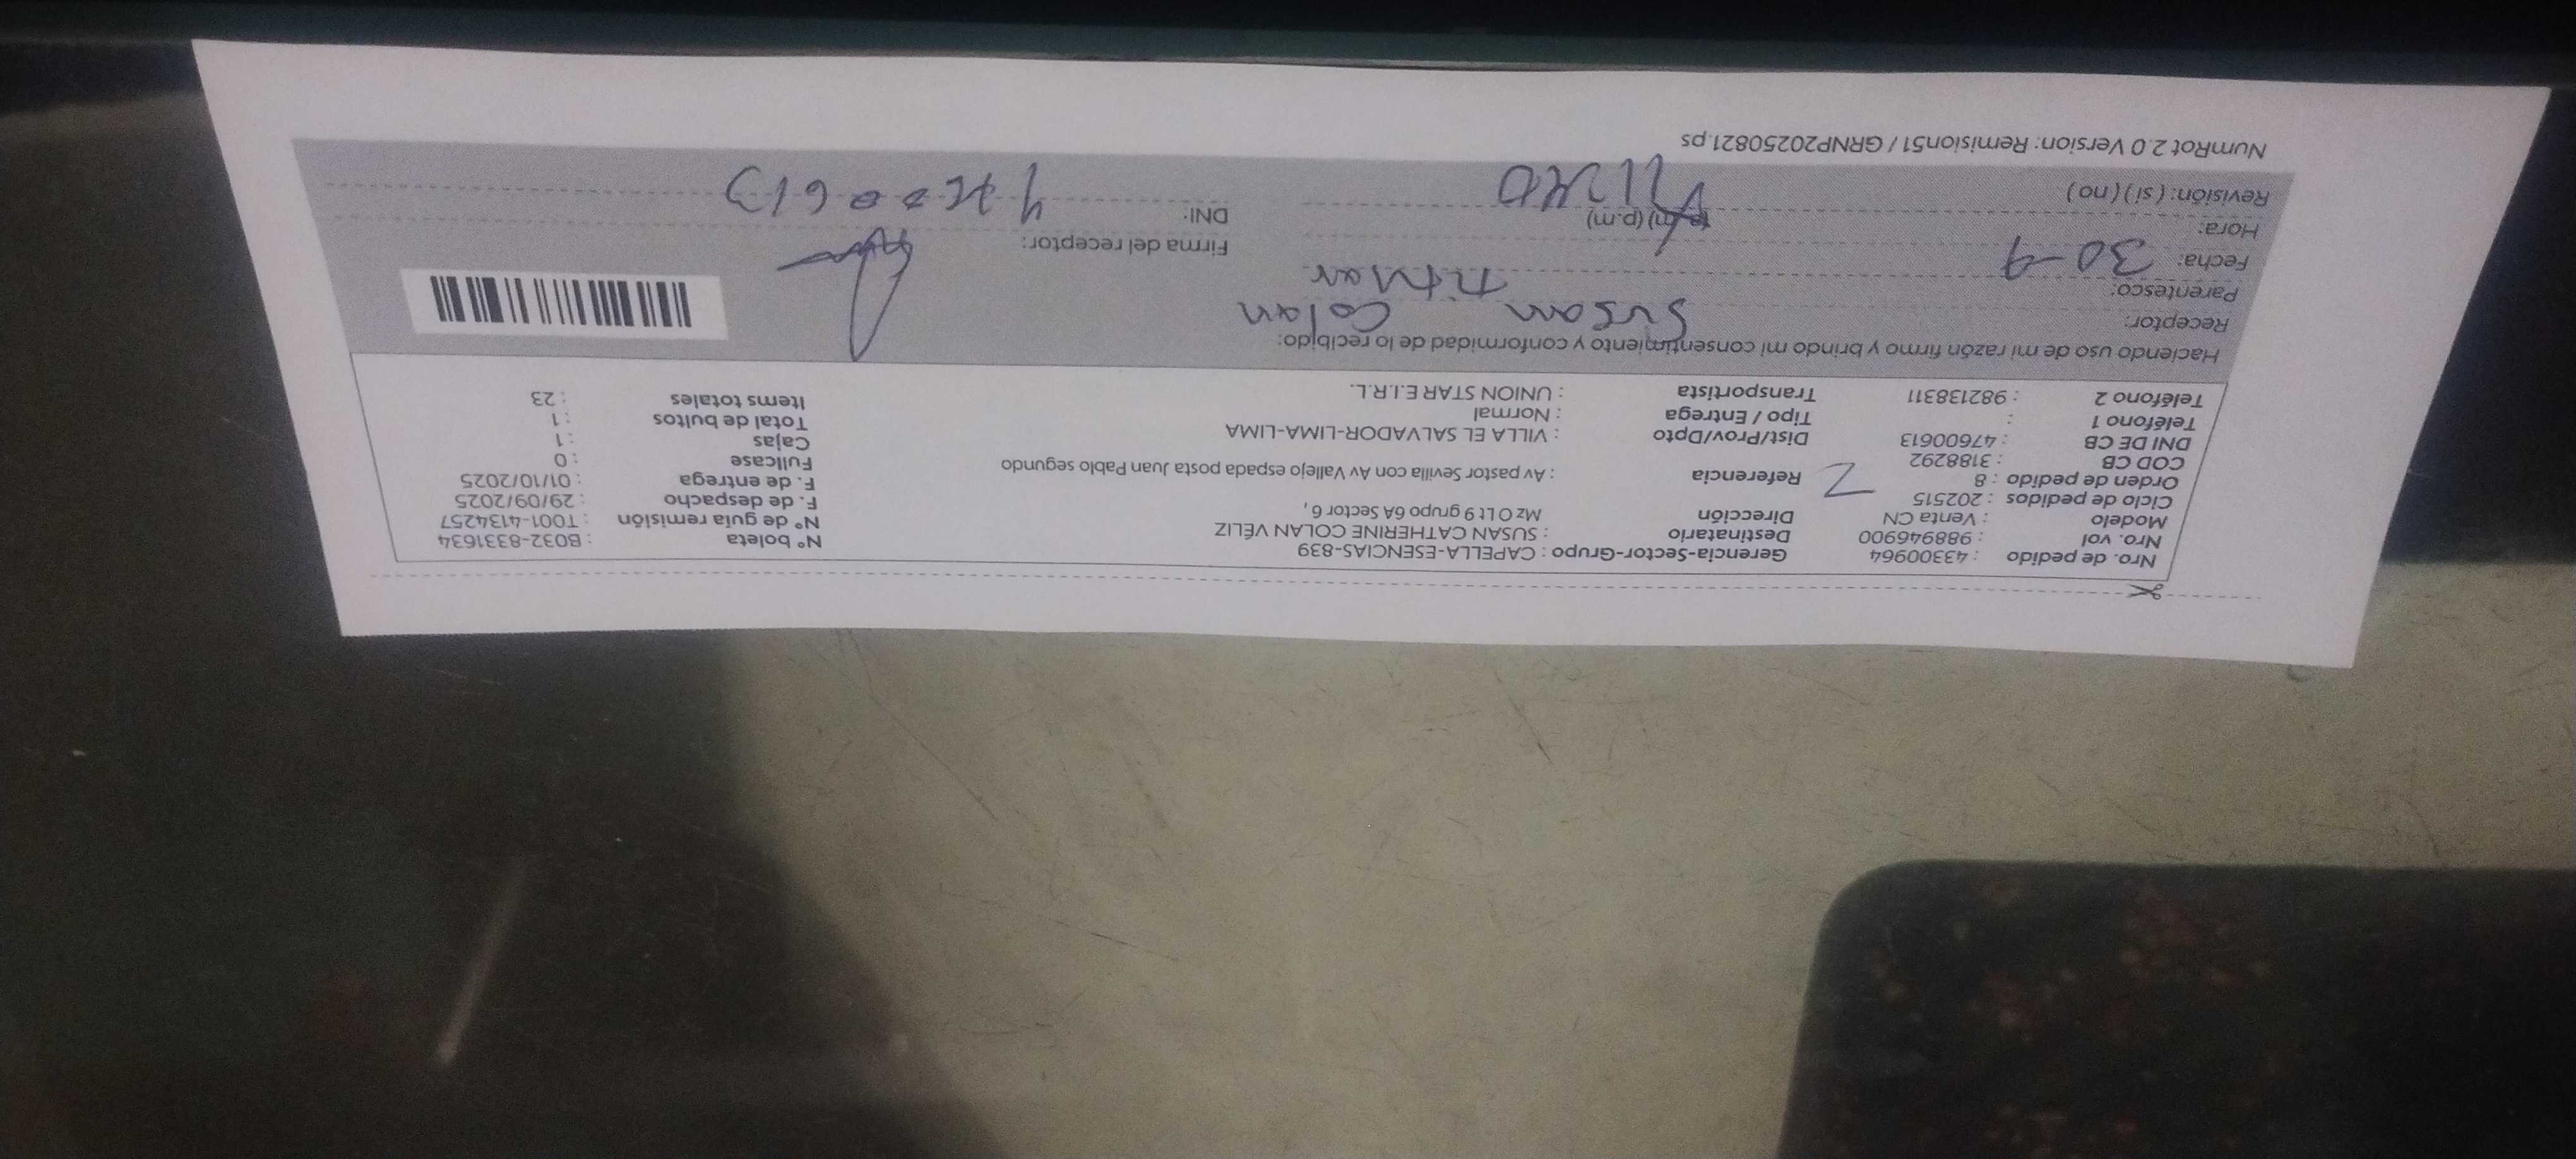 Nro. de pedido : 43300964 Gerencia-Sector-Grupo : CAPELLA-ESENCIAS-839 N° boleta : B032-8331634
Nro. vol : 988946900 Destinatario : SUSAN CATHERINE COLAN VÉLIZ N° de guía remisión : T001-4134257
Modelo : Venta CN Dirección Mz O Lt 9 grupo 6A Sector 6 , F. de despacho : 29/09/2025
Ciclo de pedidos : 202515 F. de entrega : 01/10/2025
Orden de pedido : 8 Referencia : Av pastor Sevilla con Av Vallejo espada posta Juan Pablo segundo Fullcase : 0
COD CB : 3188292 Cajas : 1
DNI DE CB : 47600613 Dist/Prov/Dpto : VILLA EL SALVADOR-LIMA-LIMA Total de bultos : 1
Teléfono 1 : Tipo / Entrega : Normal Items totales : 23
Teléfono 2 : 982138311 Transportista : UNION STAR E.I.R.L.
Haciendo uso de mi razón firmo y brindo mi consentimiento y conformidad de lo recibido:
Receptor: Susan Colan
Parentesco: titular
Fecha: 30-9 Firma del receptor:
Hora: (p.m) DNI:
Revisión: ( si ) ( no )
NumRot 2.0 Version: Remision51 / GRNP20250821.ps